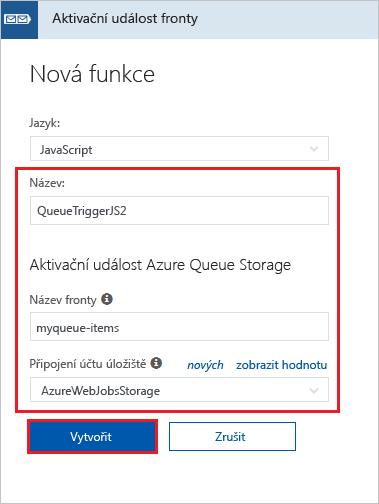 Aktivační událost fronty
Nová funkce
Jazyk:
JavaScript
Název:
QueueTriggerJS2
Aktivační událost Azure Queue Storage
Název fronty
myqueue-items
Připojení účtu úložiště nových zobrazit hodnotu
AzureWebJobsStorage
Vytvořit Zrušit